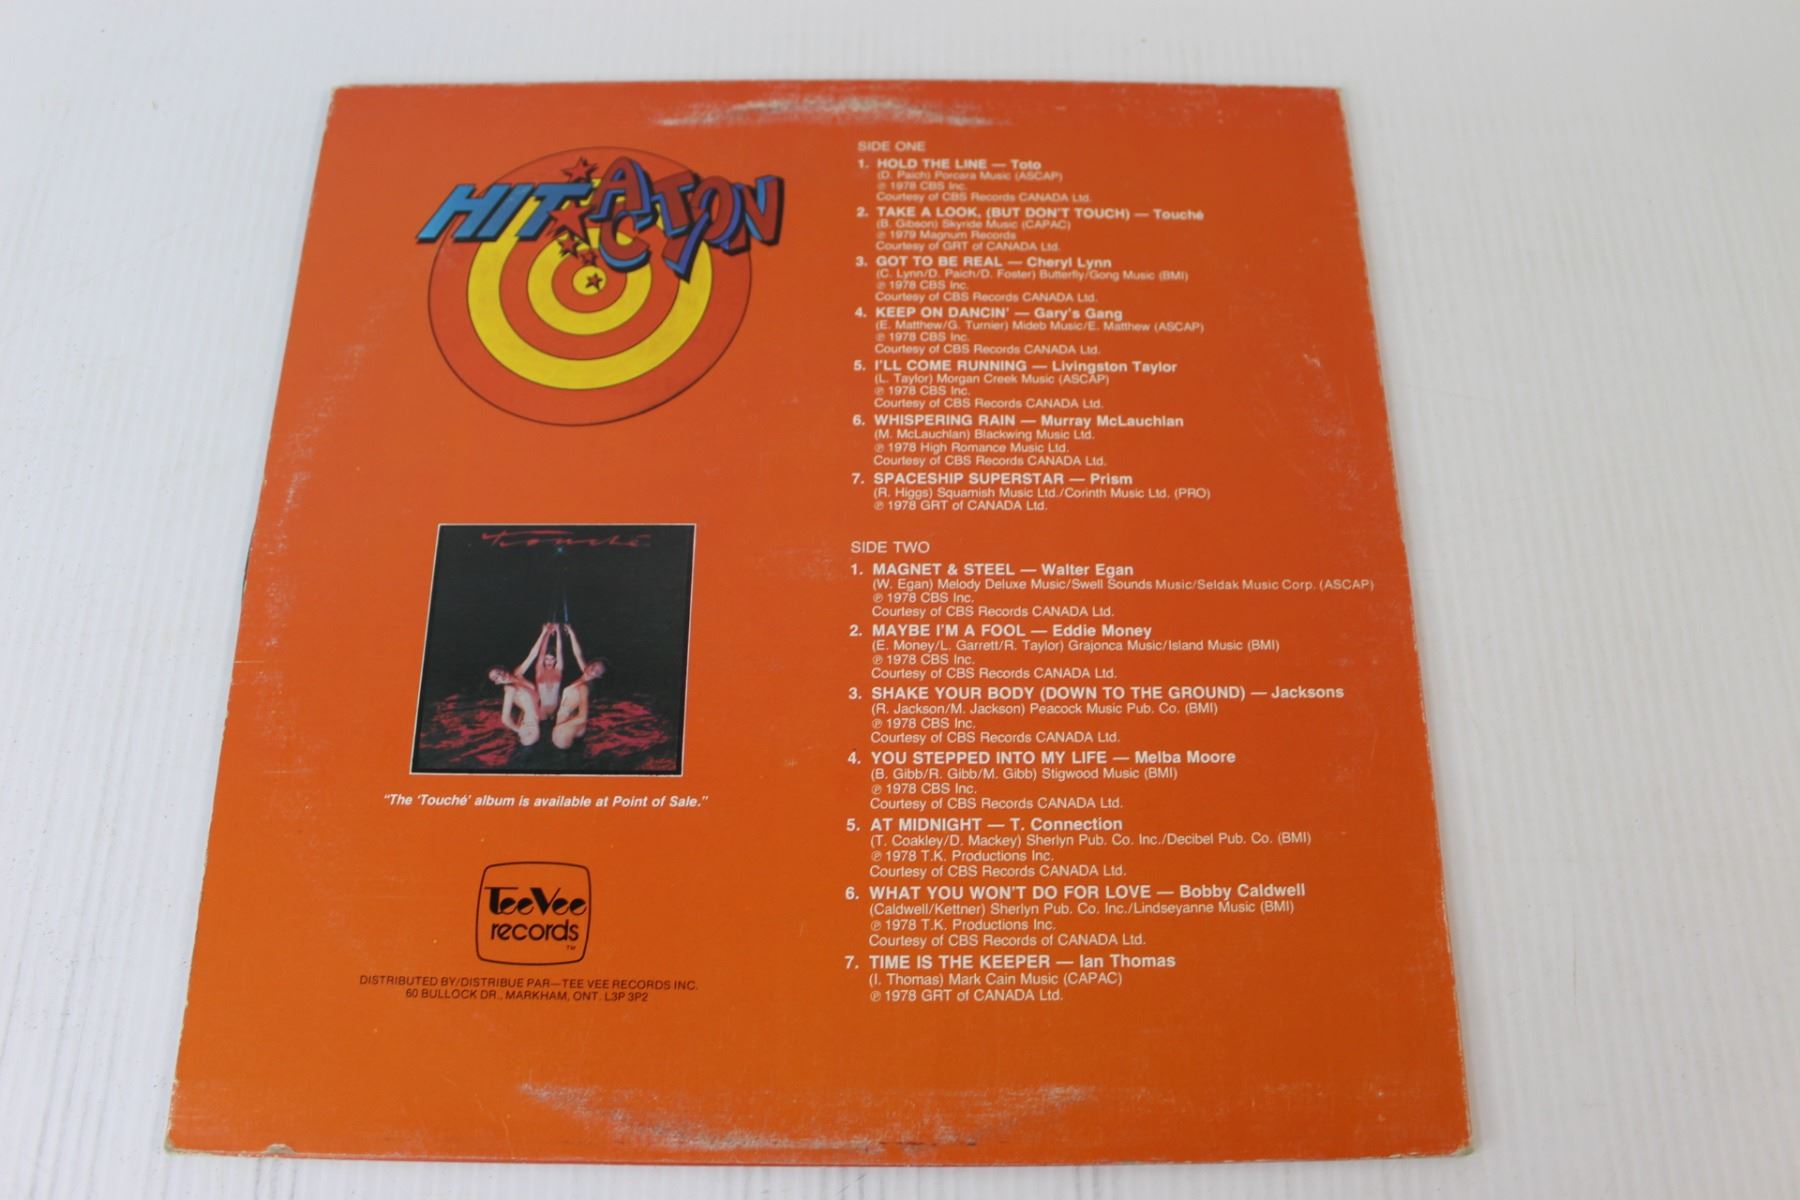 HIT ACTION
SIDE ONE
1. HOLD THE LINE — Toto
(D. Paich) Porcara Music (ASCAP)
℗ 1978 CBS Inc.
Courtesy of CBS Records CANADA Ltd.
2. TAKE A LOOK, (BUT DON'T TOUCH) — Touché
(B. Gibson) Skyride Music (CAPAC)
℗ 1979 Magnum Records
Courtesy of GRT of CANADA Ltd.
3. GOT TO BE REAL — Cheryl Lynn
(C. Lynn/D. Paich/D. Foster) Butterfly/Gong Music (BMI)
℗ 1978 CBS Inc.
Courtesy of CBS Records CANADA Ltd.
4. KEEP ON DANCIN' — Gary's Gang
(E. Matthew/G. Turnier) Mideb Music/E. Matthew (ASCAP)
℗ 1978 CBS Inc.
Courtesy of CBS Records CANADA Ltd.
5. I'LL COME RUNNING — Livingston Taylor
(L. Taylor) Morgan Creek Music (ASCAP)
℗ 1978 CBS Inc.
Courtesy of CBS Records CANADA Ltd.
6. WHISPERING RAIN — Murray McLauchlan
(M. McLauchlan) Blackwing Music Ltd.
℗ 1978 High Romance Music Ltd.
Courtesy of CBS Records CANADA Ltd.
7. SPACESHIP SUPERSTAR — Prism
(R. Higgs) Squamish Music Ltd./Corinth Music Ltd. (PRO)
℗ 1978 GRT of CANADA Ltd.
SIDE TWO
1. MAGNET & STEEL — Walter Egan
(W. Egan) Melody Deluxe Music/Swell Sounds Music/Seldak Music Corp. (ASCAP)
℗ 1978 CBS Inc.
Courtesy of CBS Records CANADA Ltd.
2. MAYBE I'M A FOOL — Eddie Money
(E. Money/L. Garrett/R. Taylor) Grajonca Music/Island Music (BMI)
℗ 1978 CBS Inc.
Courtesy of CBS Records CANADA Ltd.
3. SHAKE YOUR BODY (DOWN TO THE GROUND) — Jacksons
(R. Jackson/M. Jackson) Peacock Music Pub. Co. (BMI)
℗ 1978 CBS Inc.
Courtesy of CBS Records CANADA Ltd.
4. YOU STEPPED INTO MY LIFE — Melba Moore
(B. Gibb/R. Gibb/M. Gibb) Stigwood Music (BMI)
℗ 1978 CBS Inc.
Courtesy of CBS Records CANADA Ltd.
5. AT MIDNIGHT — T. Connection
(T. Coakley/D. Mackey) Sherlyn Pub. Co. Inc./Decibel Pub. Co. (BMI)
℗ 1978 T.K. Productions Inc.
Courtesy of CBS Records CANADA Ltd.
6. WHAT YOU WON'T DO FOR LOVE — Bobby Caldwell
(Caldwell/Kettner) Sherlyn Pub. Co. Inc./Lindseyanne Music (BMI)
℗ 1978 T.K. Productions Inc.
Courtesy of CBS Records of CANADA Ltd.
7. TIME IS THE KEEPER — Ian Thomas
(I. Thomas) Mark Cain Music (CAPAC)
℗ 1978 GRT of CANADA Ltd.
Touché
"The 'Touché' album is available at Point of Sale."
TeeVee
records
TM
DISTRIBUTED BY/DISTRIBUE PAR—TEE VEE RECORDS INC.
60 BULLOCK DR., MARKHAM, ONT. L3P 3P2